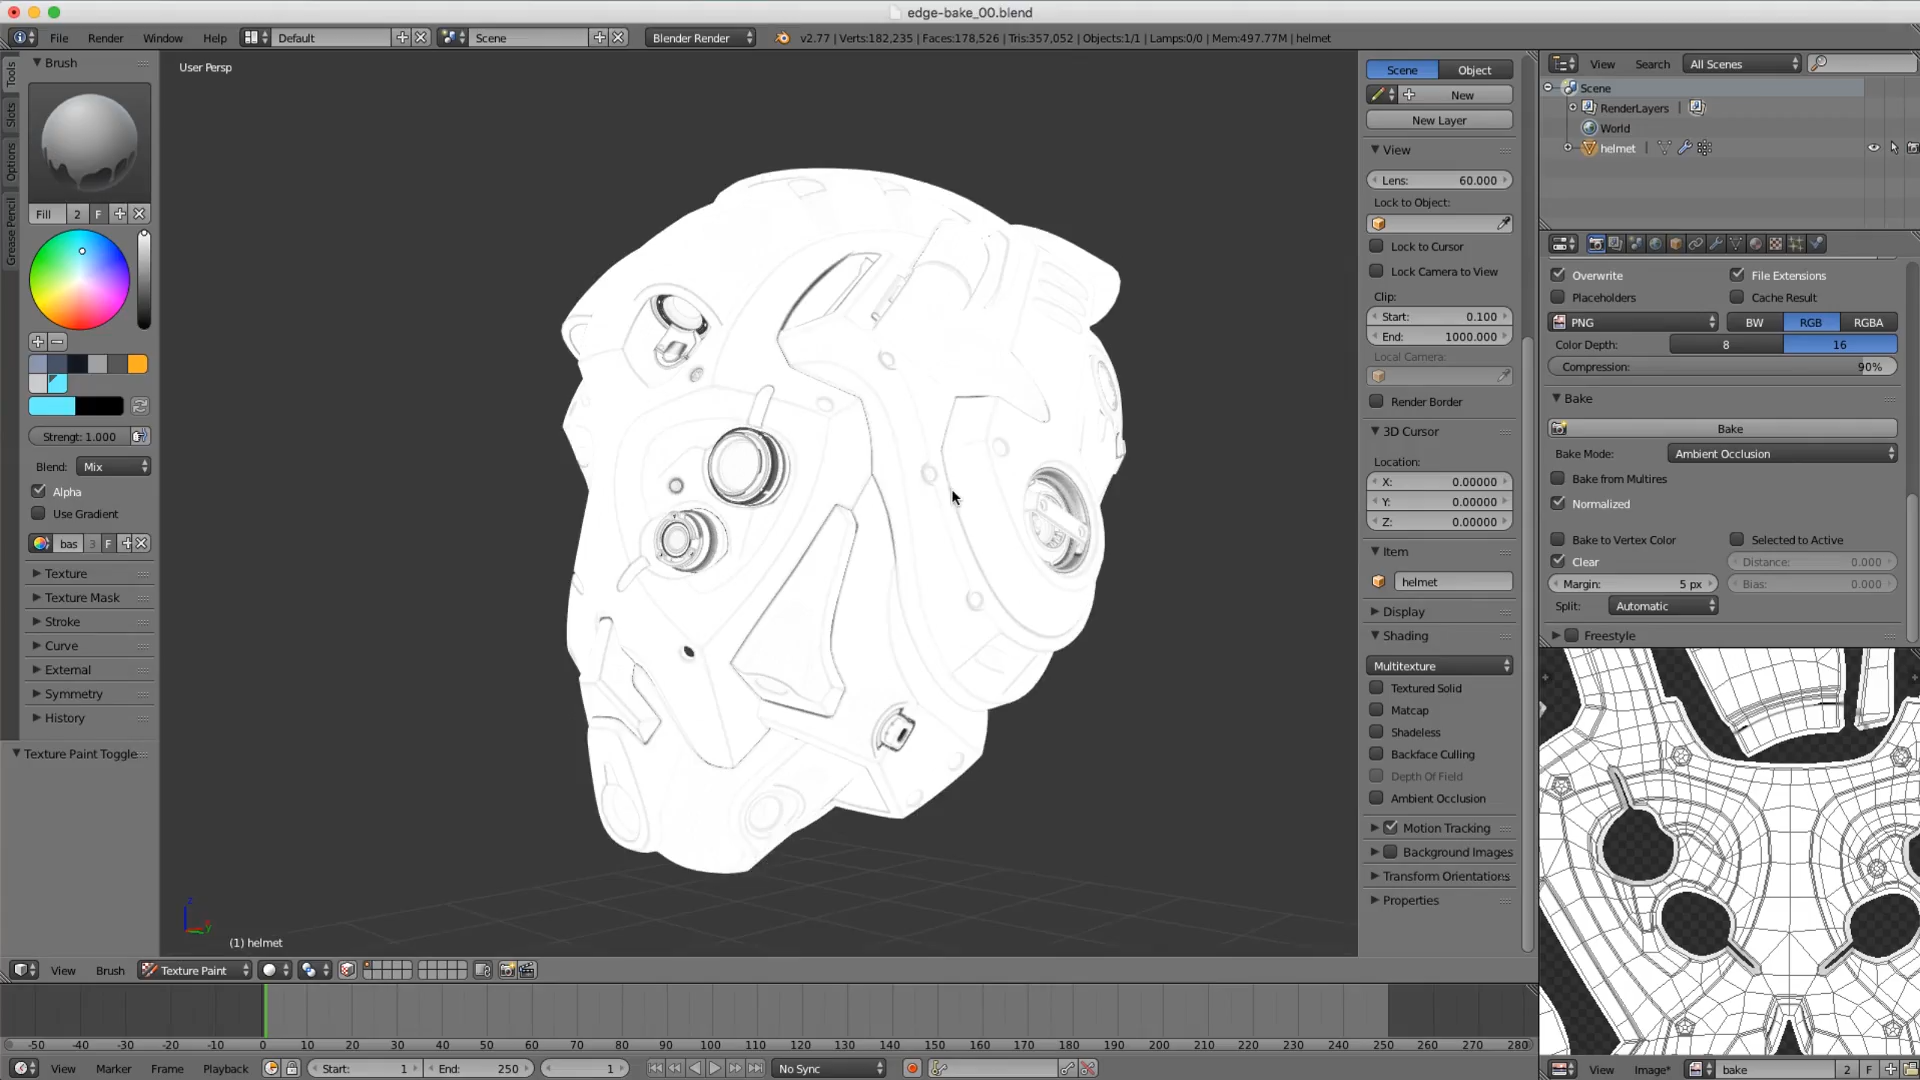 edge-bake_00.blend
File Render Window Help Default Scene Blender Render v2.77 | Verts:182,235 | Faces:178,526 | Tris:357,052 | Objects:1/1 | Lamps:0/0 | Mem:497.77M | helmet
Tools
Slots
Options
Grease Pencil
Brush
Fill 2 F
Strengt: 1.000
Blend: Mix
Alpha
Use Gradient
bas 3 F
Texture
Texture Mask
Stroke
Curve
External
Symmetry
History
Texture Paint Toggle
User Persp
(1) helmet
Scene Object
New
New Layer
View
Lens: 60.000
Lock to Object:
Lock to Cursor
Lock Camera to View
Clip:
Start: 0.100
End: 1000.000
Local Camera:
Render Border
3D Cursor
Location:
X: 0.00000
Y: 0.00000
Z: 0.00000
Item
helmet
Display
Shading
Multitexture
Textured Solid
Matcap
Shadeless
Backface Culling
Depth Of Field
Ambient Occlusion
Motion Tracking
Background Images
Transform Orientations
Properties
View Search All Scenes
Scene
RenderLayers
World
helmet
Overwrite File Extensions
Placeholders Cache Result
PNG BW RGB RGBA
Color Depth: 8 16
Compression: 90%
Bake
Bake
Bake Mode: Ambient Occlusion
Bake from Multires
Normalized
Bake to Vertex Color Selected to Active
Clear Distance: 0.000
Margin: 5 px Bias: 0.000
Split: Automatic
Freestyle
View Brush Texture Paint
-50 -40 -30 -20 -10 0 10 20 30 40 50 60 70 80 90 100 110 120 130 140 150 160 170 180 190 200 210 220 230 240 250 260 270 280
View Marker Frame Playback Start: 1 End: 250 1 No Sync
View Image* bake 2 F